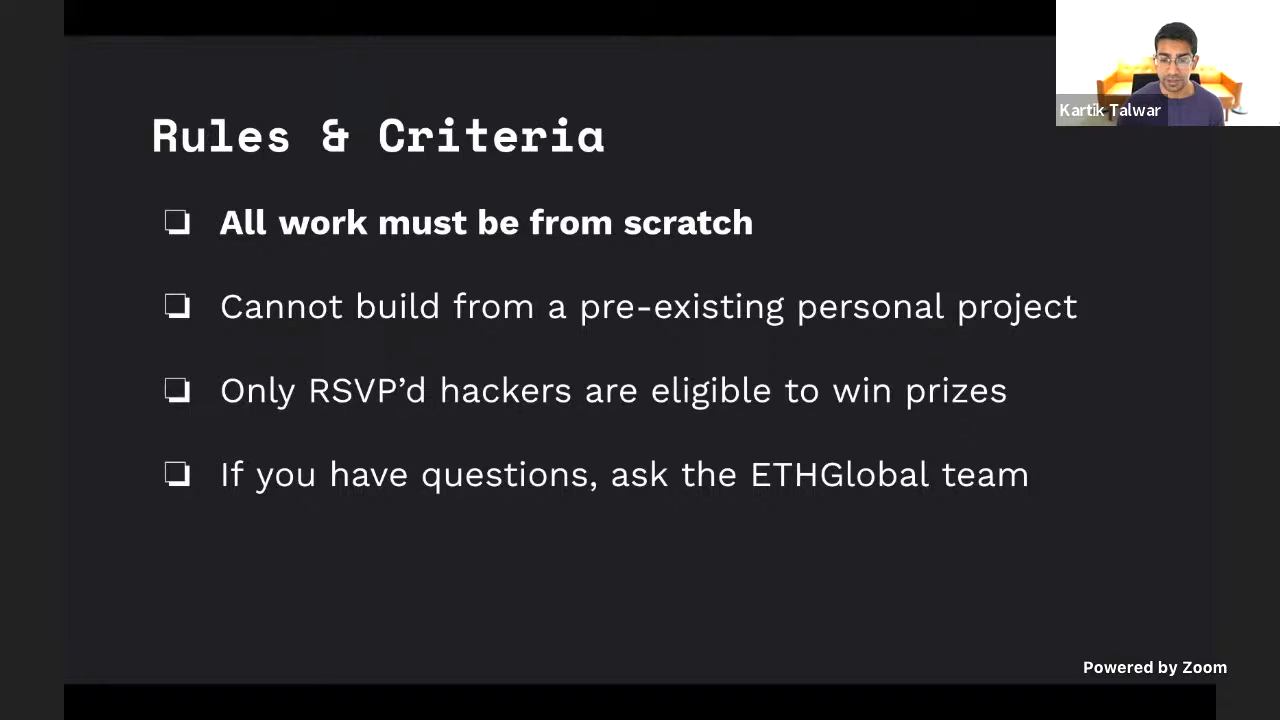 Rules & Criteria
❏ All work must be from scratch
❏ Cannot build from a pre-existing personal project
❏ Only RSVP’d hackers are eligible to win prizes
❏ If you have questions, ask the ETHGlobal team
Kartik Talwar
Powered by Zoom